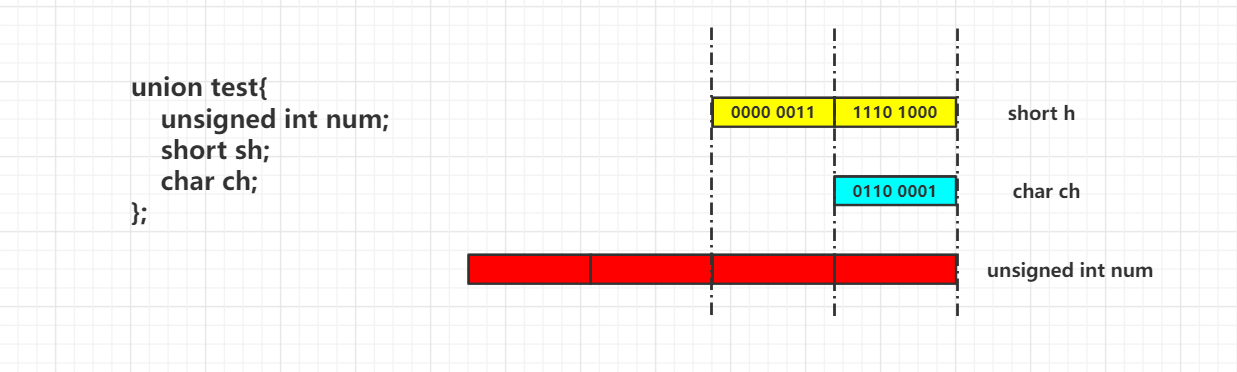 union test{
unsigned int num;
short sh;
char ch;
};
0000 0011 1110 1000 short h
0110 0001 char ch
unsigned int num